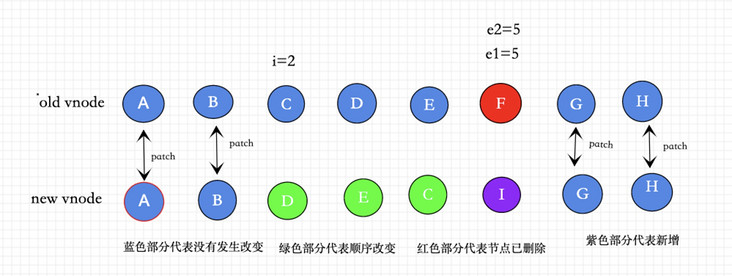 e2=5
i=2
e1=5
old vnode
A B C D E F G H
patch
patch
patch
patch
new vnode
A B D E C I G H
蓝色部分代表没有发生改变
绿色部分代表顺序改变
红色部分代表节点已删除
紫色部分代表新增